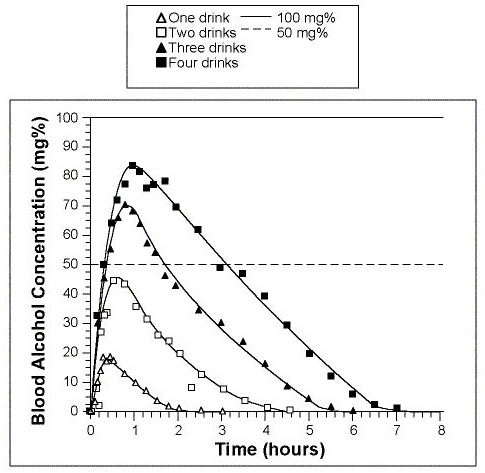 One drink 100 mg%
Two drinks 50 mg%
Three drinks
Four drinks
Blood Alcohol Concentration (mg%)
100
90
80
70
60
50
40
30
20
10
0
0 1 2 3 4 5 6 7 8
Time (hours)